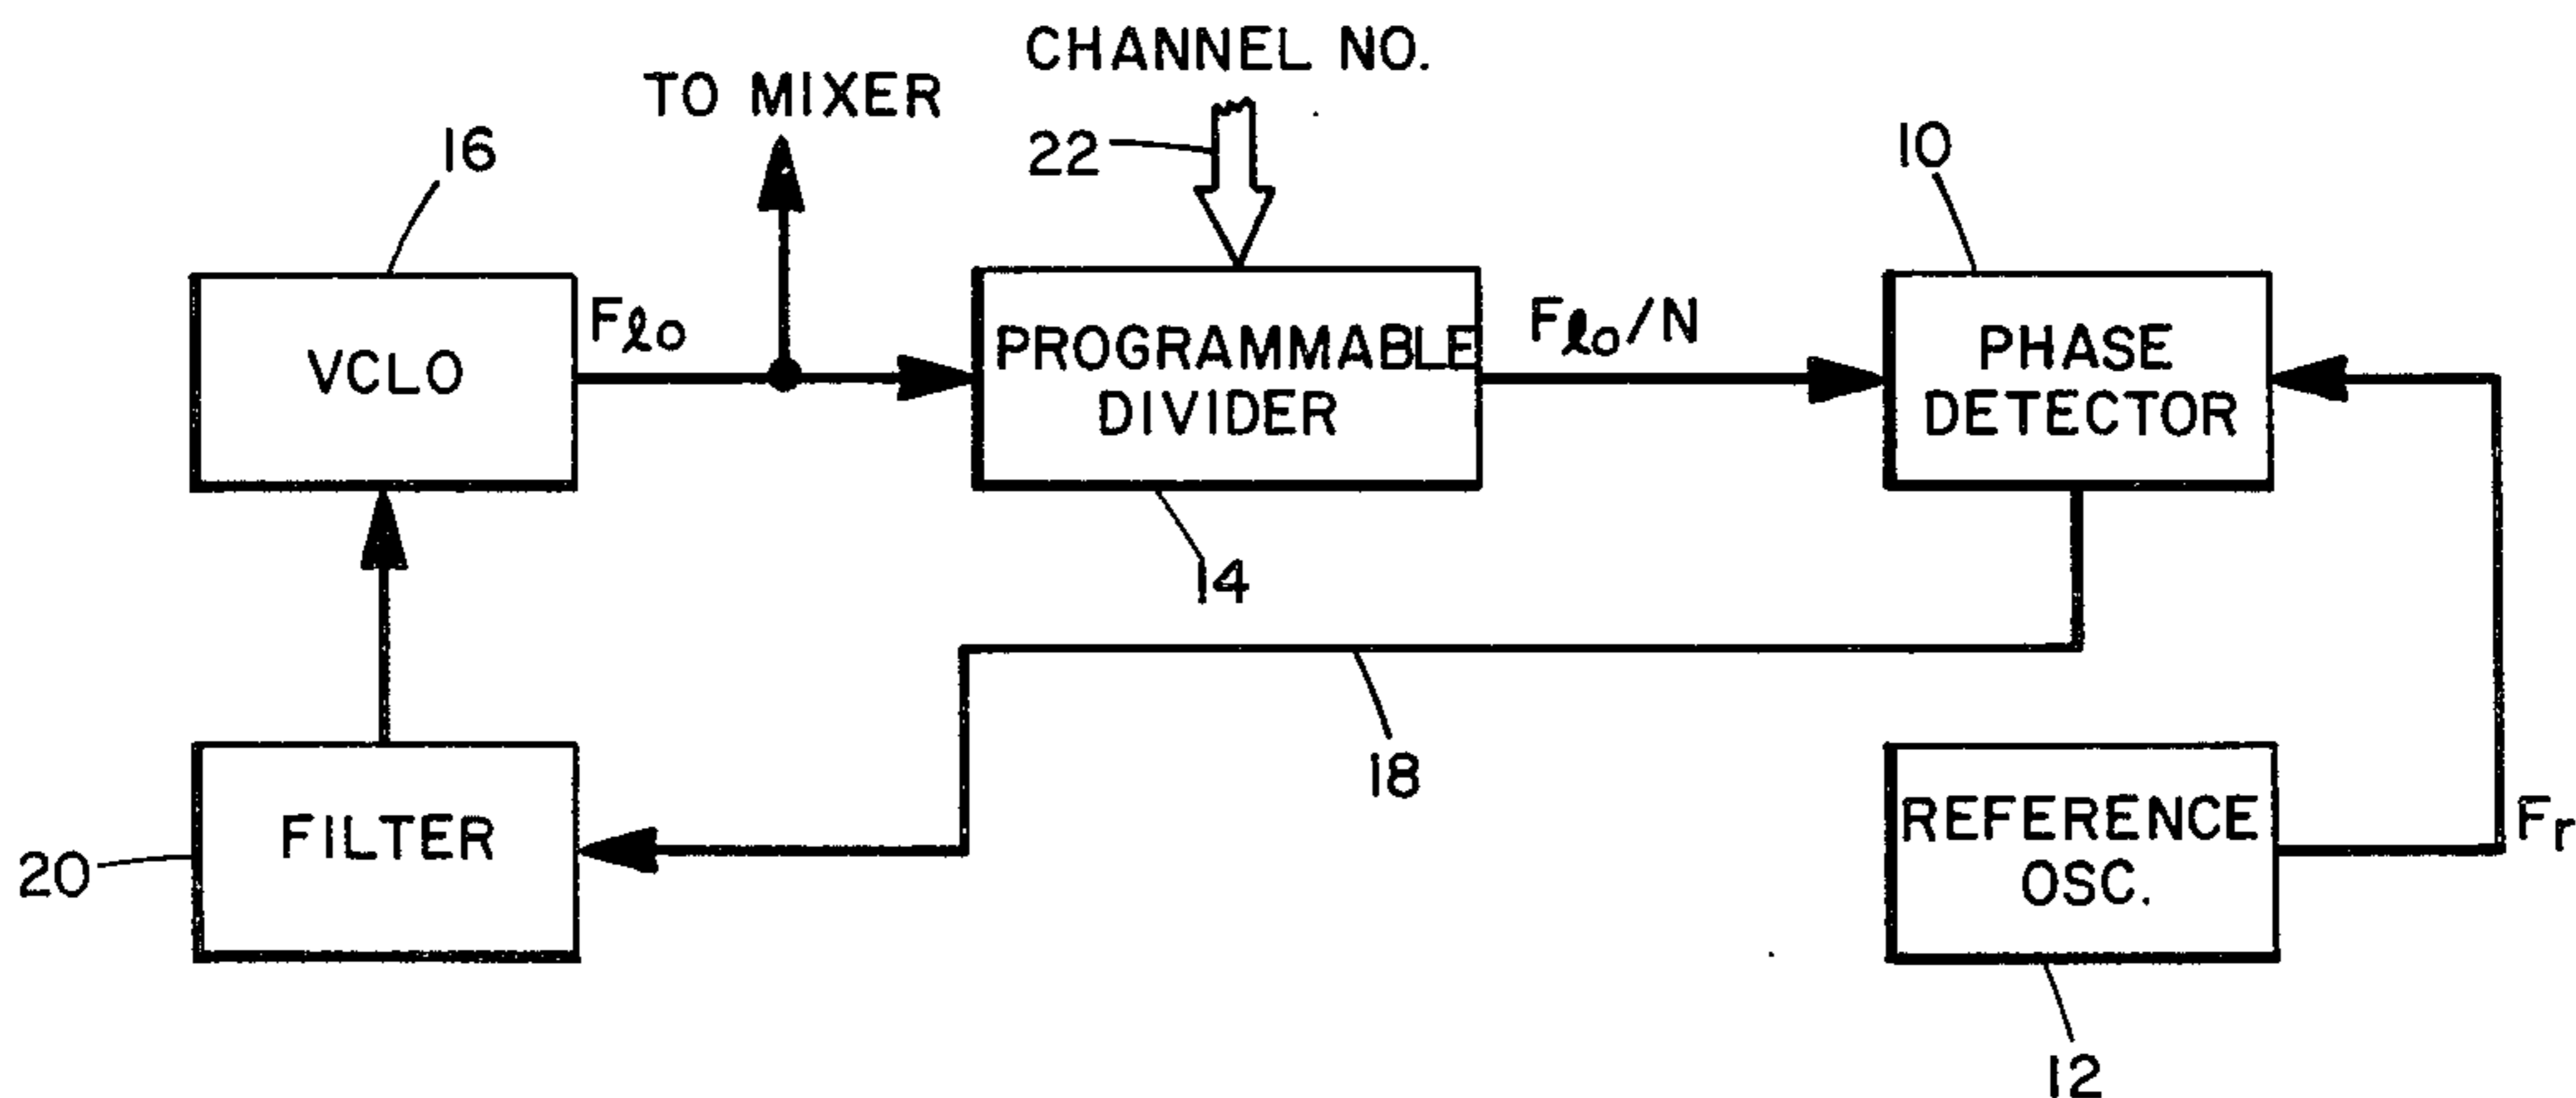 CHANNEL NO.
TO MIXER
22
16
10
VCLO
Fℓo
PROGRAMMABLE
DIVIDER
Fℓo/N
PHASE
DETECTOR
14
18
FILTER
20
REFERENCE
OSC.
Fr
12